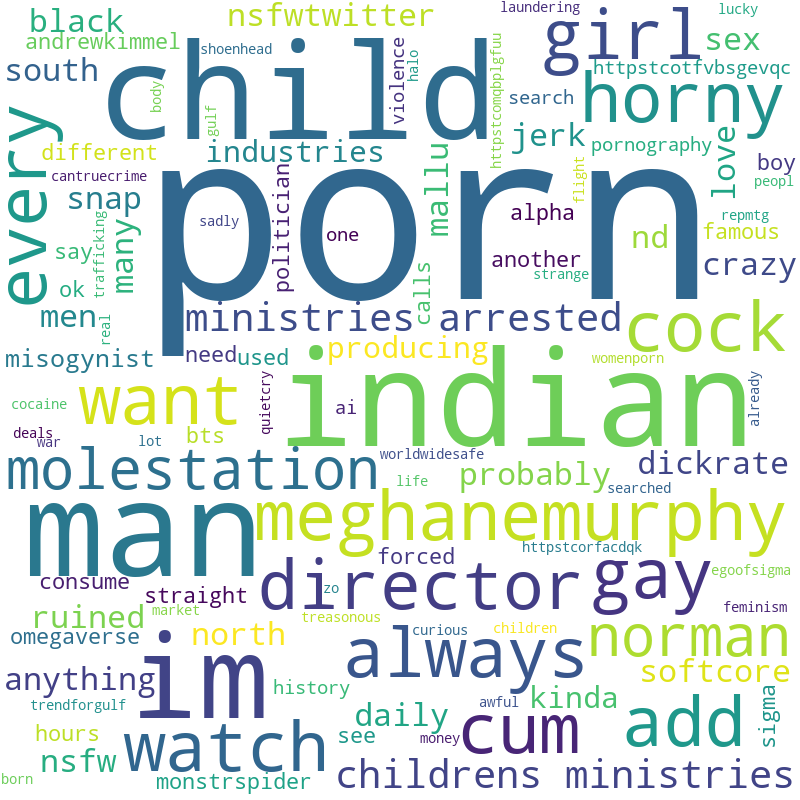 laundering
lucky
nsfwtwitter
black
girl
andrewkimmel
shoenhead
child
violence
halo
httpstcomqbplgfuu
sex
south
httpstcotfvbsgevqc
body
search
horny
every
gulf
jerk
different
industries
mallu
pornography
love
cantruecrime
porn
flight
boy
snap
politician
peopl
many
trafficking
sadly
one
alpha
repmtg
nd
famous
say
another
crazy
calls
strange
ok
men
real
ministries arrested
cock
misogynist
need
used
producing
womenporn
want
indian
quietcry
already
cocaine
ai
deals
war
lot
bts
molestation
worldwidesafe
probably
dickrate
life
searched
man
meghanemurphy
forced
httpstcorfacdqk
consume
straight
director
gay
egoofsigma
zo
ruined
market
treasonous
feminism
omegaverse
north
curious
children
norman
im
always
anything
softcore
history
kinda
sigma
trendforgulf
daily
awful
add
hours
watch
see
money
cum
nsfw
born
monstrspider
childrens ministries